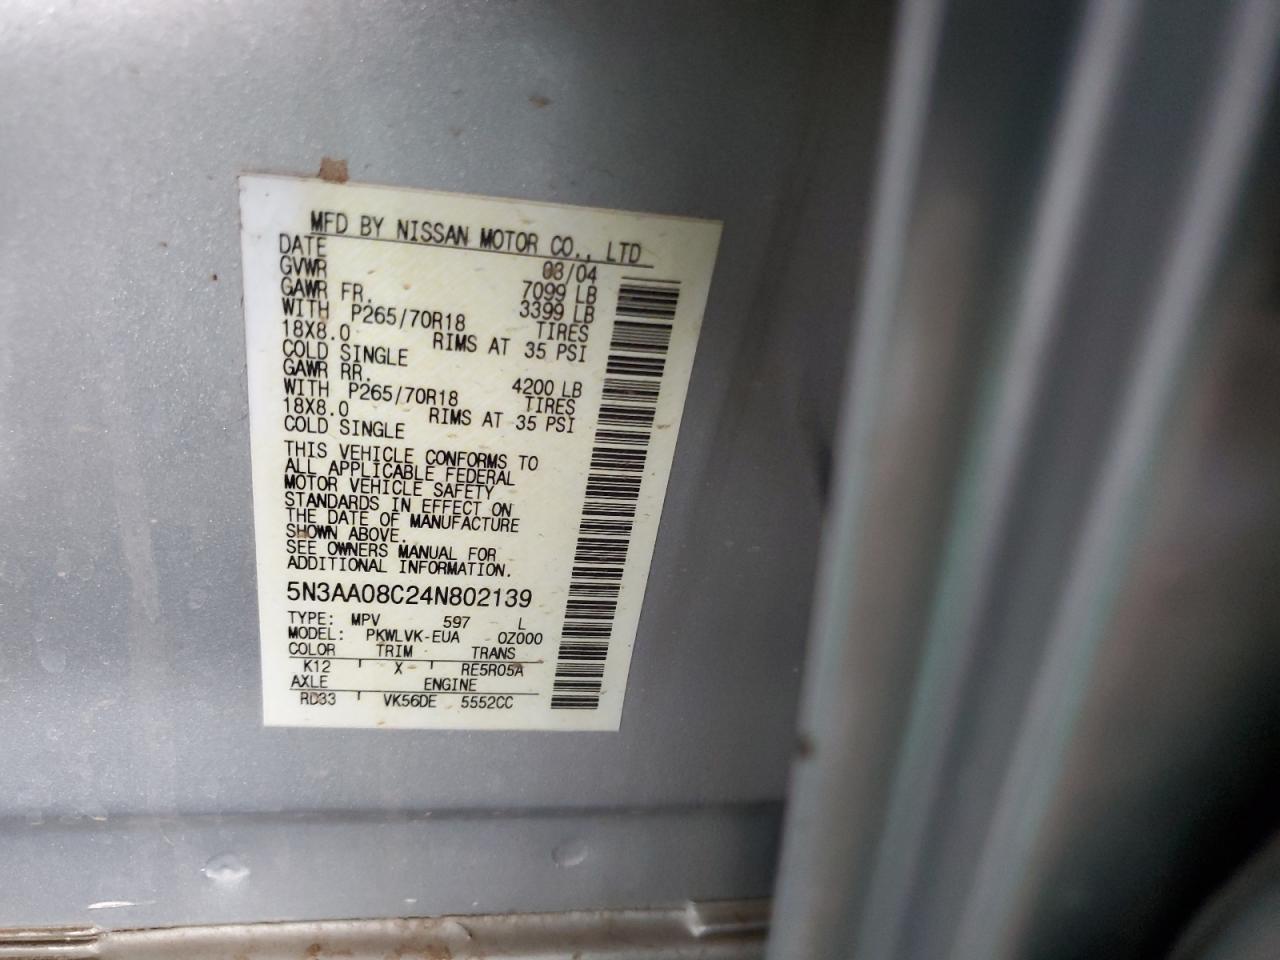 MFD BY NISSAN MOTOR CO., LTD
DATE 03/04
GVWR 7099 LB
GAWR FR. 3399 LB
WITH P265/70R18 TIRES
18X8.0 RIMS AT 35 PSI
COLD SINGLE
GAWR RR. 4200 LB
WITH P265/70R18 TIRES
18X8.0 RIMS AT 35 PSI
COLD SINGLE
THIS VEHICLE CONFORMS TO
ALL APPLICABLE FEDERAL
MOTOR VEHICLE SAFETY
STANDARDS IN EFFECT ON
THE DATE OF MANUFACTURE
SHOWN ABOVE.
SEE OWNERS MANUAL FOR
ADDITIONAL INFORMATION.
5N3AA08C24N802139
TYPE: MPV 597 L
MODEL: PKWLVK-EUA 0Z000
COLOR TRIM TRANS
K12 X RE5R05A
AXLE ENGINE
RD33 VK56DE 5552CC